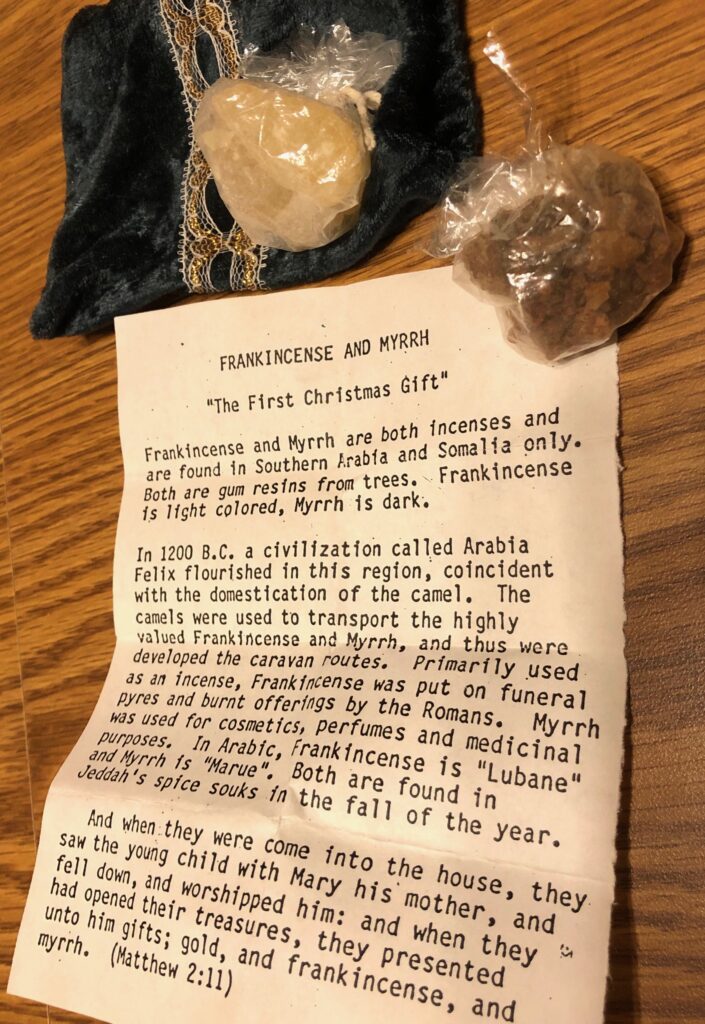 FRANKINCENSE AND MYRRH
"The First Christmas Gift"
Frankincense and Myrrh are both incenses and
are found in Southern Arabia and Somalia only.
Both are gum resins from trees. Frankincense
is light colored, Myrrh is dark.
In 1200 B.C. a civilization called Arabia
Felix flourished in this region, coincident
with the domestication of the camel. The
camels were used to transport the highly
valued Frankincense and Myrrh, and thus were
developed the caravan routes. Primarily used
as an incense, Frankincense was put on funeral
pyres and burnt offerings by the Romans. Myrrh
was used for cosmetics, perfumes and medicinal
purposes. In Arabic, Frankincense is "Lubane"
and Myrrh is "Marue". Both are found in
Jeddah's spice souks in the fall of the year.
And when they were come into the house, they
saw the young child with Mary his mother, and
fell down, and worshipped him: and when they
had opened their treasures, they presented
unto him gifts; gold, and frankincense, and
myrrh. (Matthew 2:11)